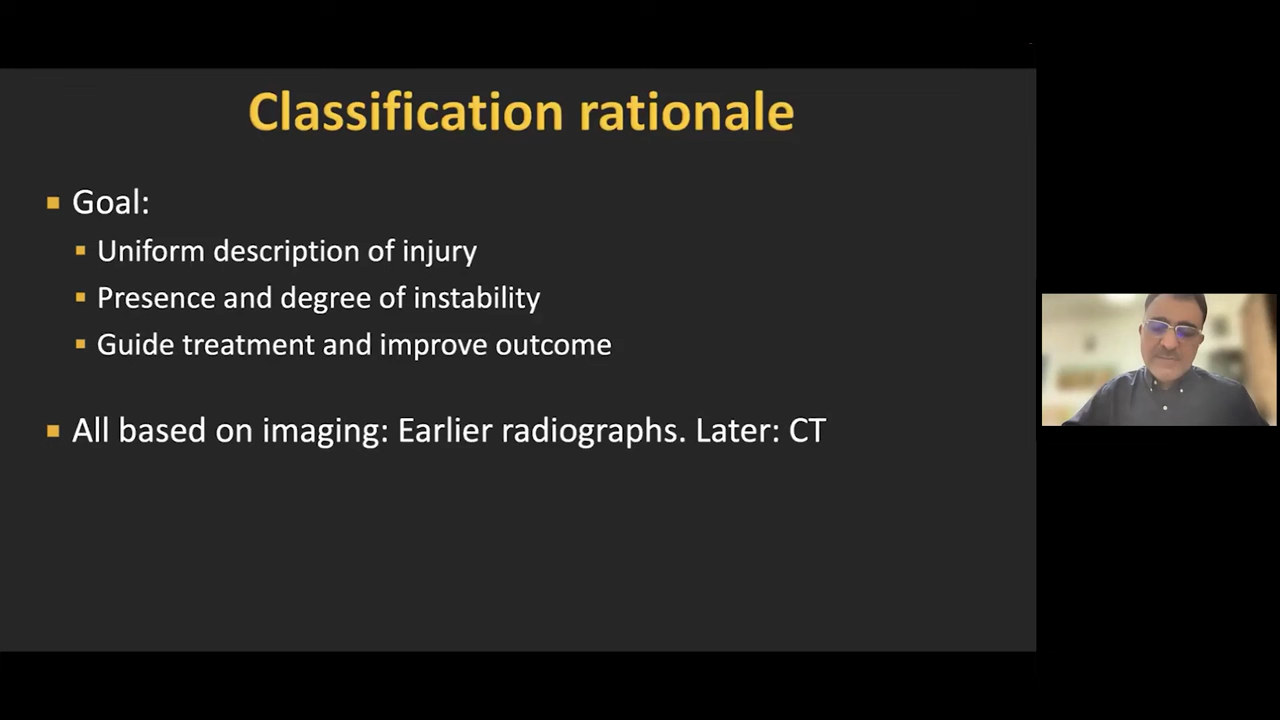 Classification rationale
Goal:
Uniform description of injury
Presence and degree of instability
Guide treatment and improve outcome
All based on imaging: Earlier radiographs. Later: CT